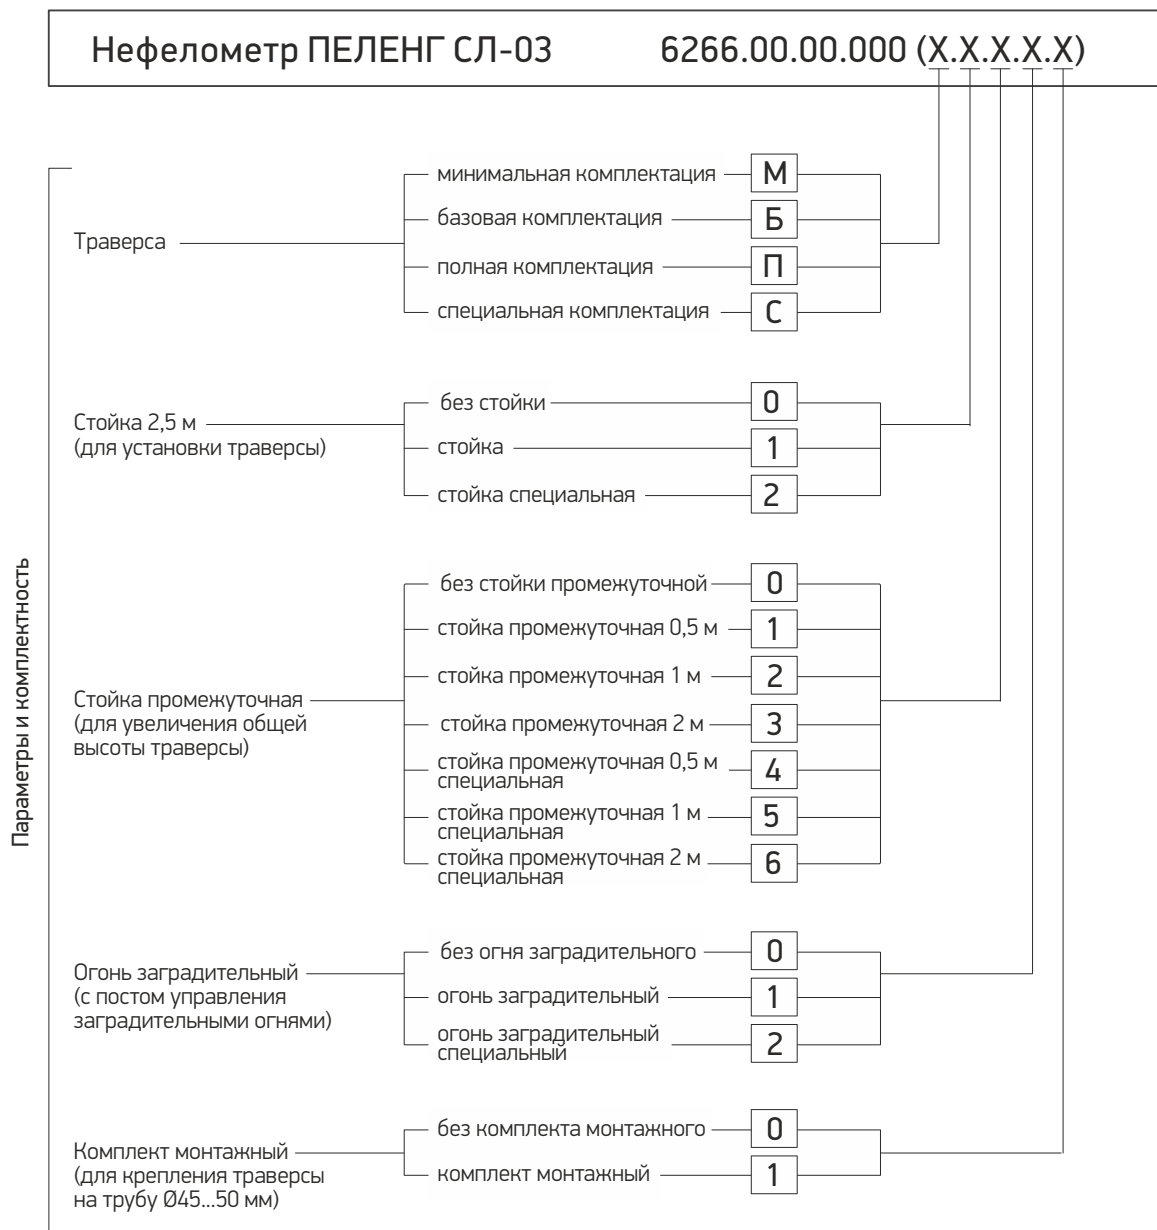 Нефелометр ПЕЛЕНГ СЛ-03 6266.00.00.000 (Х.Х.Х.Х.Х)
Параметры и комплектность
Траверса
минимальная комплектация М
базовая комплектация Б
полная комплектация П
специальная комплектация С
Стойка 2,5 м
(для установки траверсы)
без стойки 0
стойка 1
стойка специальная 2
Стойка промежуточная
(для увеличения общей
высоты траверсы)
без стойки промежуточной 0
стойка промежуточная 0,5 м 1
стойка промежуточная 1 м 2
стойка промежуточная 2 м 3
стойка промежуточная 0,5 м
специальная 4
стойка промежуточная 1 м
специальная 5
стойка промежуточная 2 м
специальная 6
Огонь заградительный
(с постом управления
заградительными огнями)
без огня заградительного 0
огонь заградительный 1
огонь заградительный
специальный 2
Комплект монтажный
(для крепления траверсы
на трубу Ø45...50 мм)
без комплекта монтажного 0
комплект монтажный 1